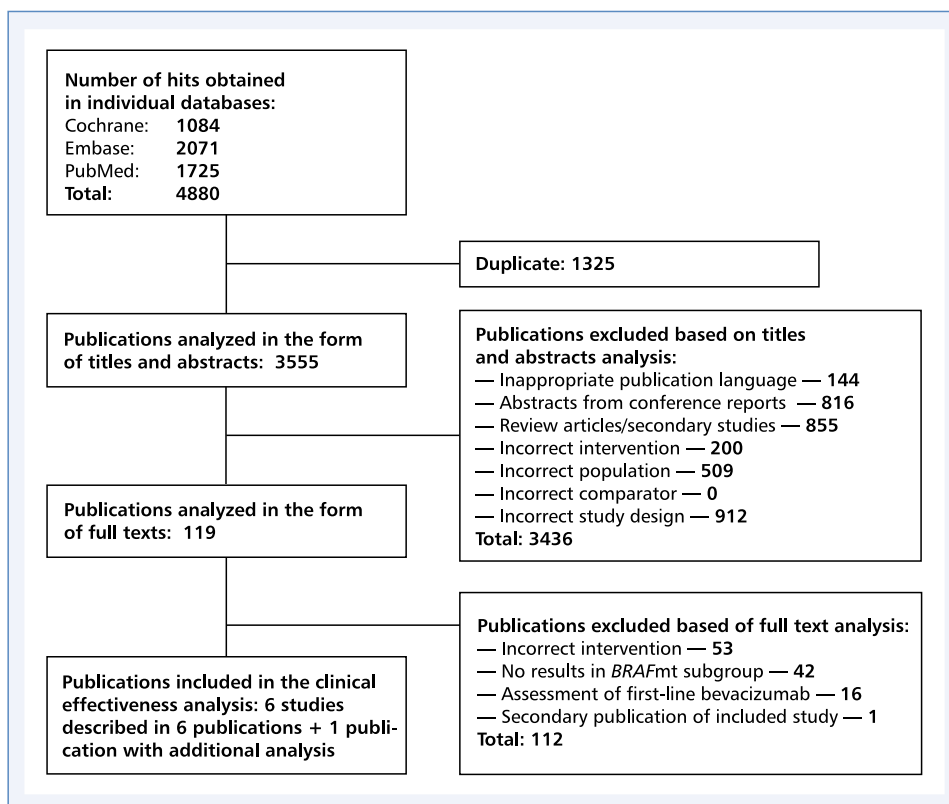 Number of hits obtained
in individual databases:
Cochrane: 1084
Embase: 2071
PubMed: 1725
Total: 4880
Duplicate: 1325
Publications analyzed in the form
of titles and abstracts: 3555
Publications excluded based on titles
and abstracts analysis:
— Inappropriate publication language — 144
— Abstracts from conference reports — 816
— Review articles/secondary studies — 855
— Incorrect intervention — 200
— Incorrect population — 509
— Incorrect comparator — 0
— Incorrect study design — 912
Total: 3436
Publications analyzed in the form
of full texts: 119
Publications excluded based of full text analysis:
— Incorrect intervention — 53
— No results in BRAFmt subgroup — 42
— Assessment of first-line bevacizumab — 16
— Secondary publication of included study — 1
Total: 112
Publications included in the clinical
effectiveness analysis: 6 studies
described in 6 publications + 1 publi-
cation with additional analysis